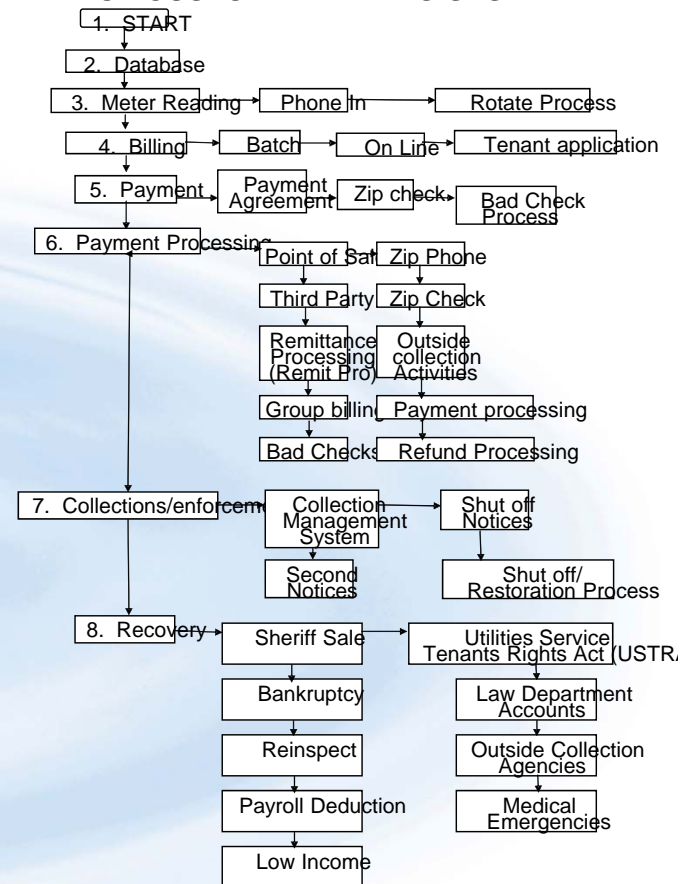 1. START
2. Database
3. Meter Reading
Phone In
Rotate Process
4. Billing
Batch
On Line
Tenant application
5. Payment
Payment
Agreement
Zip check
Bad Check
Process
6. Payment Processing
Point of Sal
Zip Phone
Third Party
Zip Check
Remittance
Processing
(Remit Pro)
Outside
collection
Activities
Group billing
Payment processing
Bad Checks
Refund Processing
7. Collections/enforceme
Collection
Management
System
Shut off
Notices
Second
Notices
Shut off/
Restoration Process
8. Recovery
Sheriff Sale
Utilities Service
Tenants Rights Act (USTRA
Bankruptcy
Law Department
Accounts
Reinspect
Outside Collection
Agencies
Payroll Deduction
Medical
Emergencies
Low Income